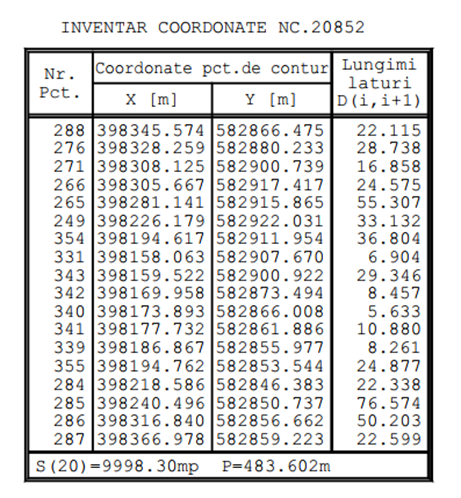 INVENTAR COORDONATE NC.20852
Nr. Pct. Coordonate pct.de contur Lungimi laturi D(i,i+1)
X [m] Y [m]
288 398345.574 582866.475 22.115
276 398328.259 582880.233 28.738
271 398308.125 582900.739 16.858
266 398305.667 582917.417 24.575
265 398281.141 582915.865 55.307
249 398226.179 582922.031 33.132
354 398194.617 582911.954 36.804
331 398158.063 582907.670 6.904
343 398159.522 582900.922 29.346
342 398169.958 582873.494 8.457
340 398173.893 582866.008 5.633
341 398177.732 582861.886 10.880
339 398186.867 582855.977 8.261
355 398194.762 582853.544 24.877
284 398218.586 582846.383 22.338
285 398240.496 582850.737 76.574
286 398316.840 582856.662 50.203
287 398366.978 582859.223 22.599
S(20)=9998.30mp P=483.602m